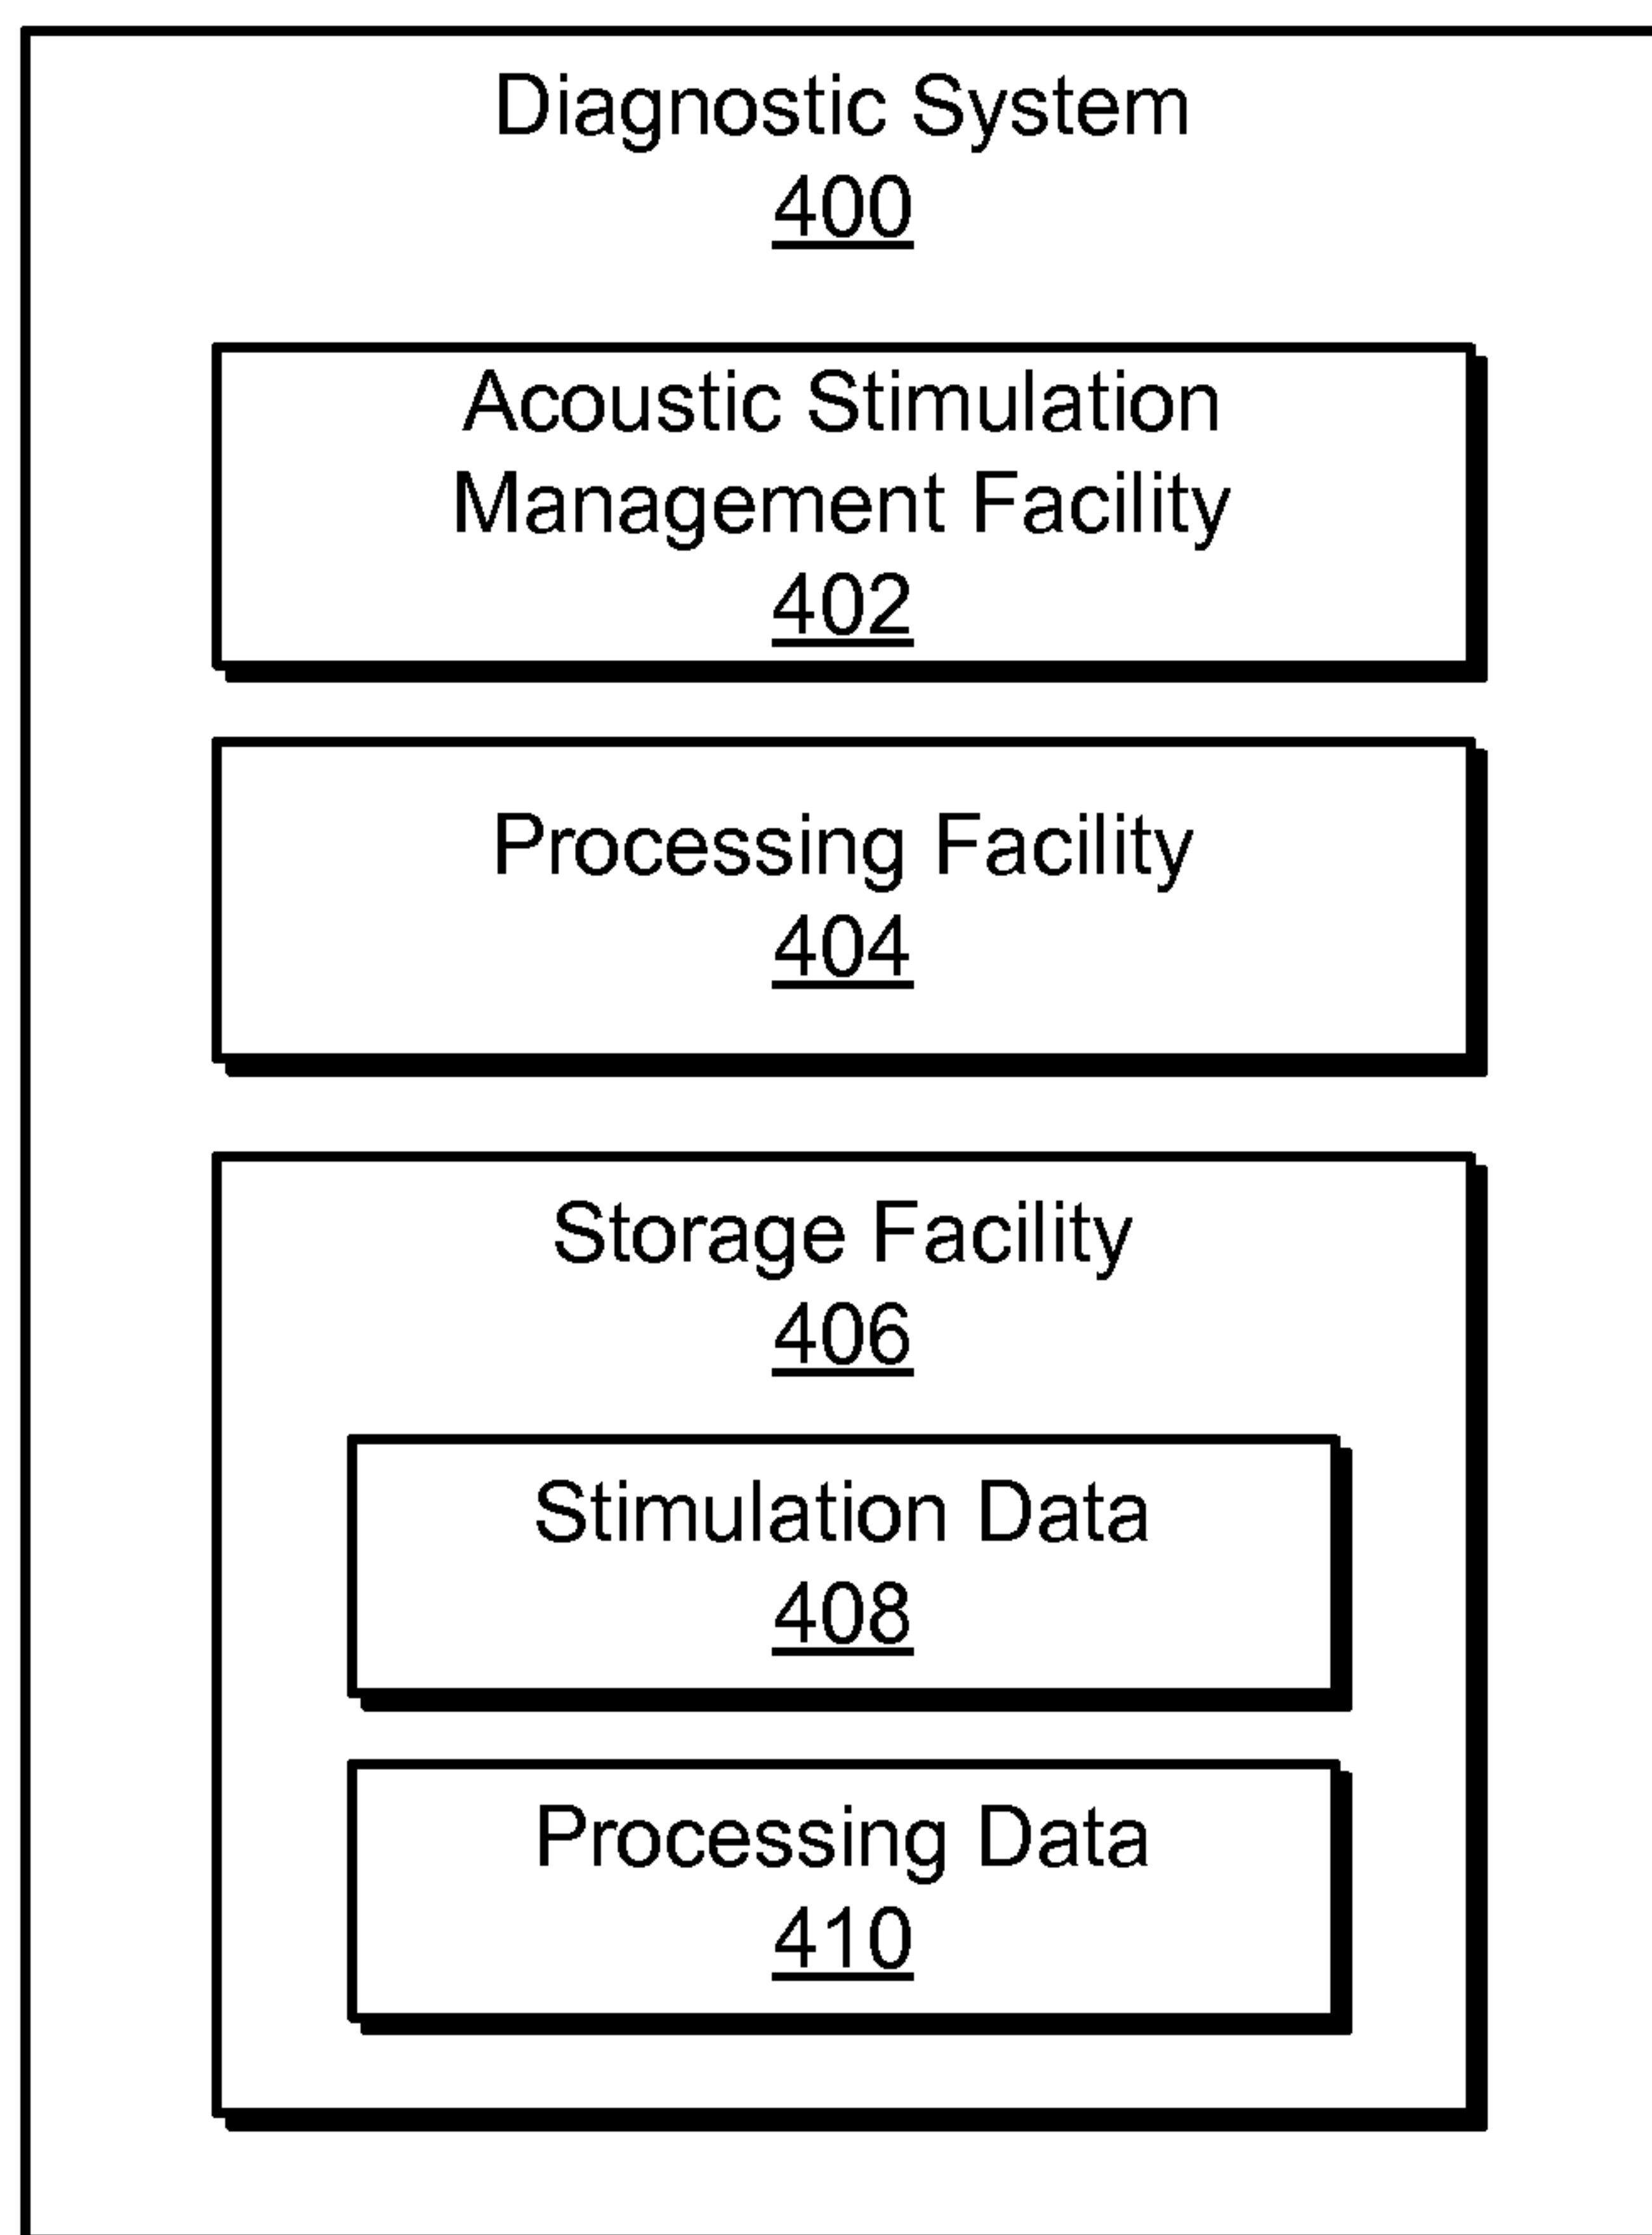 Diagnostic System
400
Acoustic Stimulation
Management Facility
402
Processing Facility
404
Storage Facility
406
Stimulation Data
408
Processing Data
410